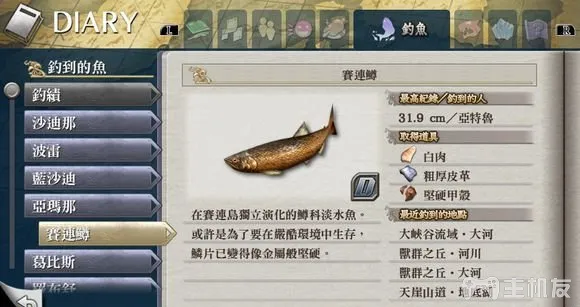 DIARY
L
釣魚
R
釣到的魚
釣績
沙迪那
波雷
藍沙迪
亞瑪那
賽連鱒
葛比斯
賽連鱒
D
在賽連島獨立演化的鱒科淡水魚。
或許是為了要在嚴酷環境中生存，
鱗片已變得像金屬般堅硬。
最高紀錄／釣到的人
31.9 cm／亞特魯
取得道具
白肉
粗厚皮革
堅硬甲殼
最近釣到的地點
大峽谷流域・大河
獸群之丘・河川
獸群之丘・大河
天崖山道・
主机友